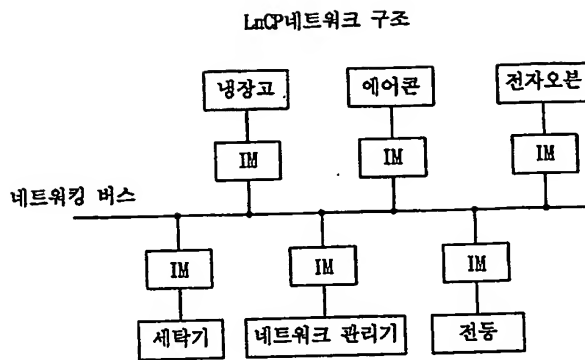 LnCP네트워크 구조
냉장고
에어콘
전자오븐
IM
IM
IM
네트워킹 버스
IM
IM
IM
세탁기
네트워크 관리기
전등